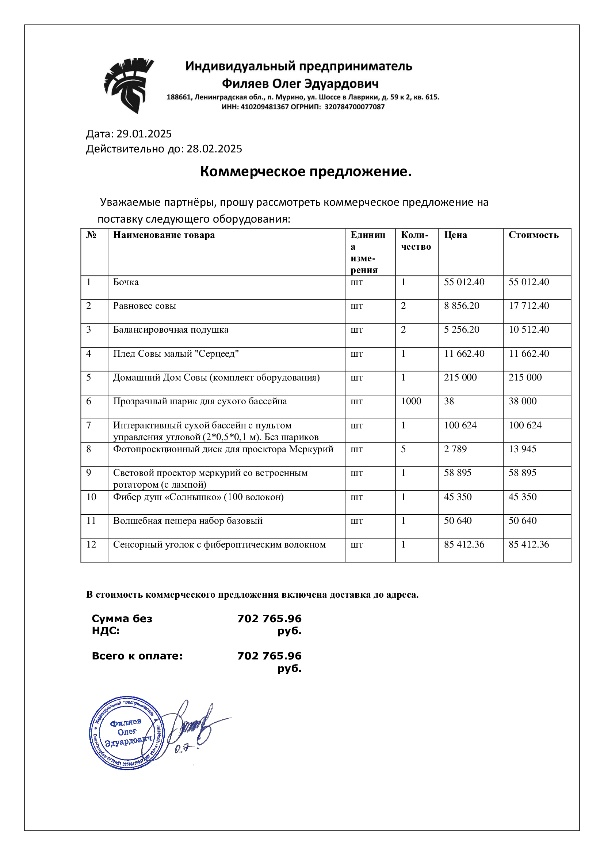 Индивидуальный предприниматель
Филяев Олег Эдуардович
188661, Ленинградская обл., п. Мурино, ул. Шоссе в Лаврики, д. 59 к 2, кв. 615.
ИНН: 410209481367 ОГРНИП: 320784700077087
Дата: 29.01.2025
Действительно до: 28.02.2025
Коммерческое предложение.
Уважаемые партнёры, прошу рассмотреть коммерческое предложение на
поставку следующего оборудования:
№ Наименование товара Единиц Коли- Цена Стоимость
а чество
изме-
рения
1 Бочка шт 1 55 012.40 55 012.40
2 Равновес совы шт 2 8 856.20 17 712.40
3 Балансировочная подушка шт 2 5 256.20 10 512.40
4 Плед Совы малый "Серцеед" шт 1 11 662.40 11 662.40
5 Домашний Дом Совы (комплект оборудования) шт 1 215 000 215 000
6 Прозрачный шарик для сухого бассейна шт 1000 38 38 000
7 Интерактивный сухой бассейн с пультом шт 1 100 624 100 624
управления угловой (2*0,5*0,1 м). Без шариков
8 Фотопроекционный диск для проектора Меркурий шт 5 2 789 13 945
9 Световой проектор меркурий со встроенным шт 1 58 895 58 895
ротатором (с лампой)
10 Фибер душ «Солнышко» (100 волокон) шт 1 45 350 45 350
11 Волшебная пещера набор базовый шт 1 50 640 50 640
12 Сенсорный уголок с фибероптическим волокном шт 1 85 412.36 85 412.36
В стоимость коммерческого предложения включена доставка до адреса.
Сумма без 702 765.96
НДС: руб.
Всего к оплате: 702 765.96
руб.
Филяев
Олег
Эдуардович